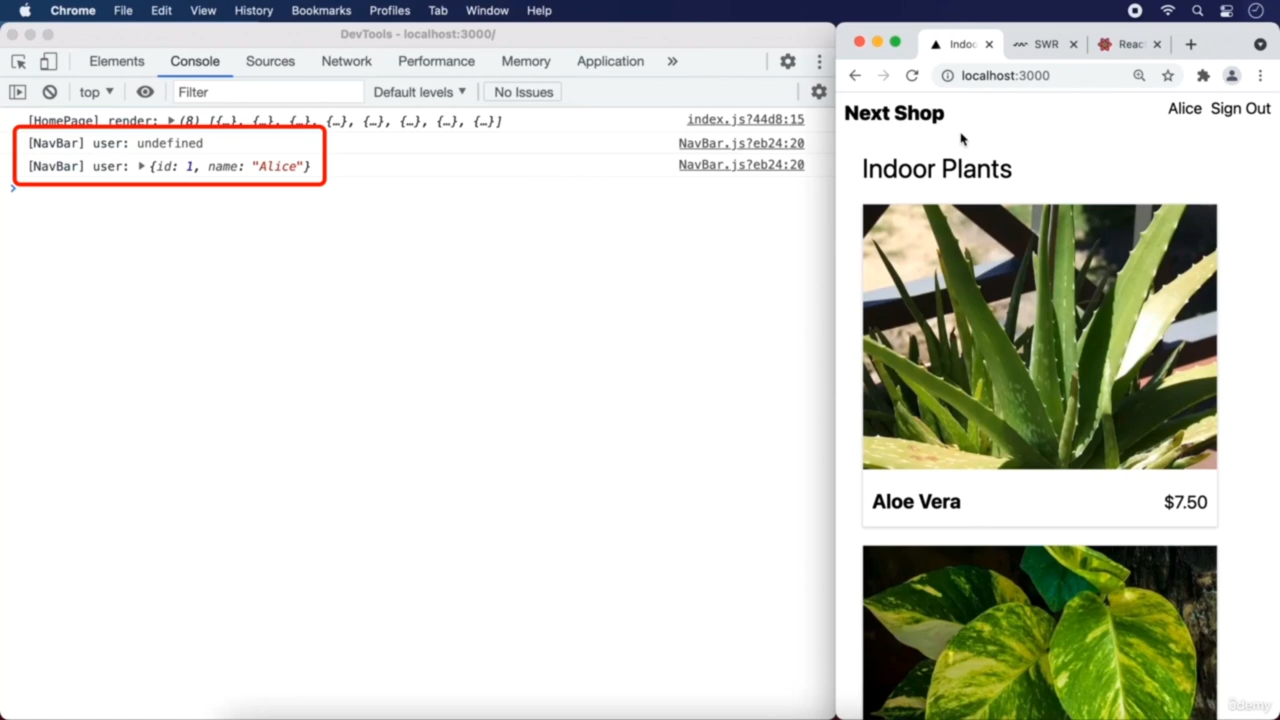 Chrome File Edit View History Bookmarks Profiles Tab Window Help
DevTools - localhost:3000/
Elements Console Sources Network Performance Memory Application »
top ▼ Filter Default levels ▼ No Issues
[HomePage] render: ▶ (8) [{…}, {…}, {…}, {…}, {…}, {…}, {…}, {…}] index.js?44d8:15
[NavBar] user: undefined NavBar.js?eb24:20
[NavBar] user: ▶ {id: 1, name: "Alice"} NavBar.js?eb24:20
›
Indoo SWR Reac
localhost:3000
Next Shop Alice Sign Out
Indoor Plants
Aloe Vera $7.50
ûdemy